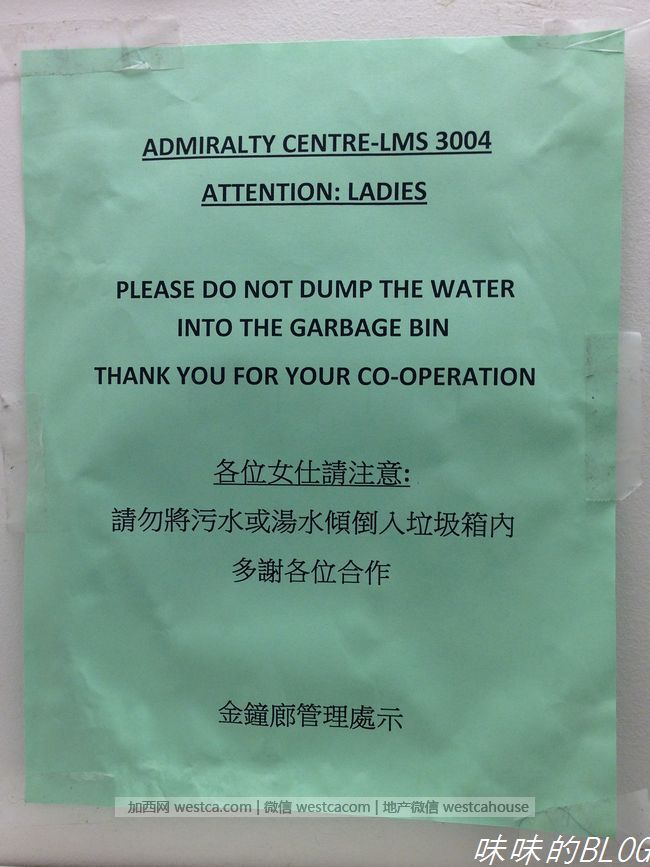 ADMIRALTY CENTRE-LMS 3004
ATTENTION: LADIES
PLEASE DO NOT DUMP THE WATER
INTO THE GARBAGE BIN
THANK YOU FOR YOUR CO-OPERATION
各位女仕請注意:
請勿將污水或湯水傾倒入垃圾箱內
多謝各位合作
金鐘廊管理處示
加西网 westca.com | 微信 westcacom | 地产微信 westcahouse
味味的BLOG